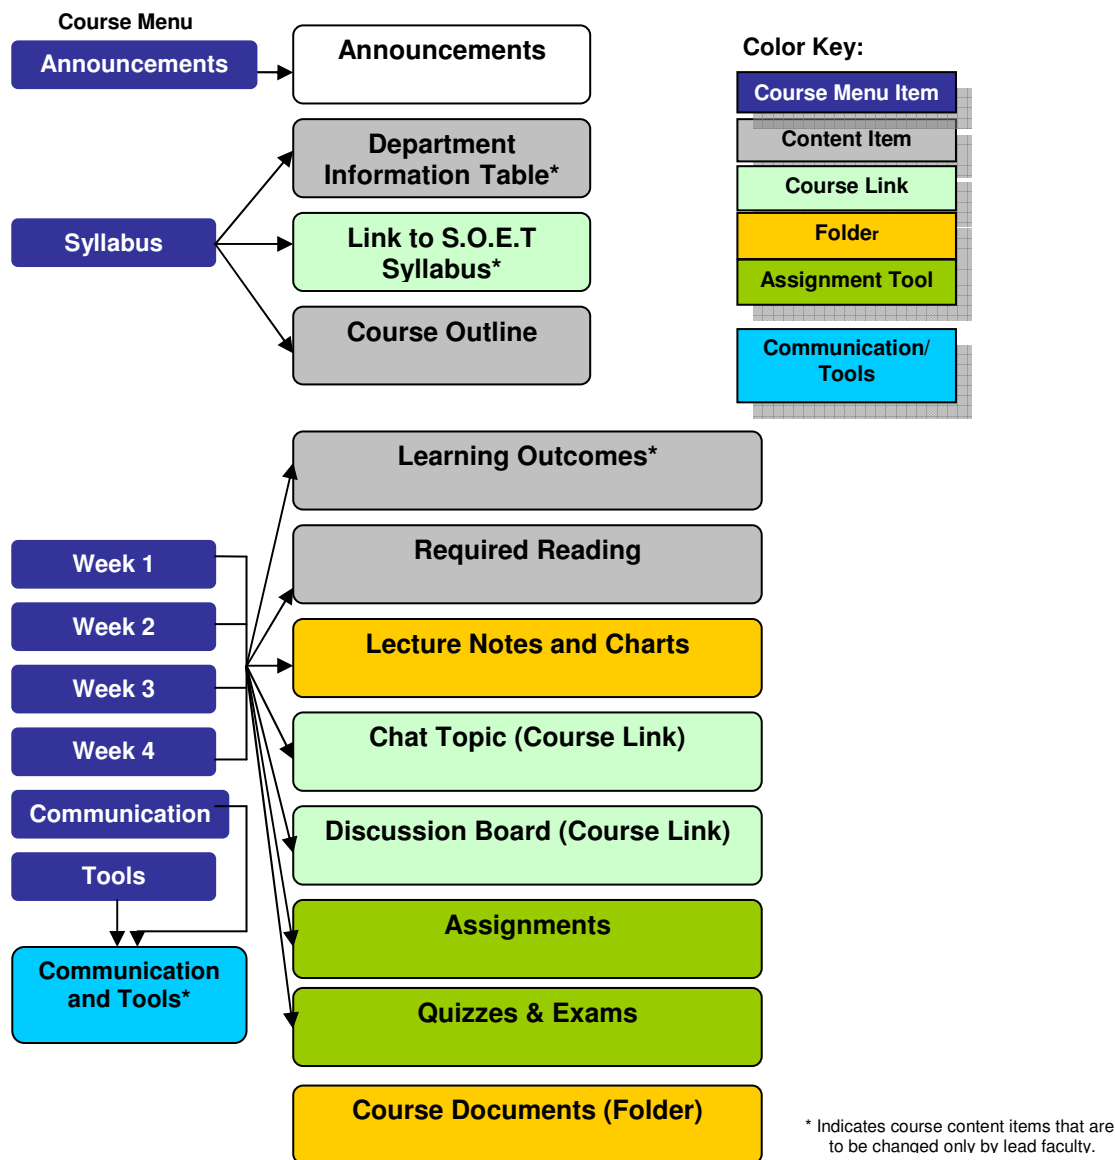 Course Menu
Announcements
Announcements
Color Key:
Course Menu Item
Content Item
Course Link
Folder
Assignment Tool
Communication/
Tools
Department
Information Table*
Syllabus
Link to S.O.E.T
Syllabus*
Course Outline
Learning Outcomes*
Required Reading
Week 1
Week 2
Week 3
Week 4
Communication
Tools
Communication
and Tools*
Lecture Notes and Charts
Chat Topic (Course Link)
Discussion Board (Course Link)
Assignments
Quizzes & Exams
Course Documents (Folder)
* Indicates course content items that are
to be changed only by lead faculty.